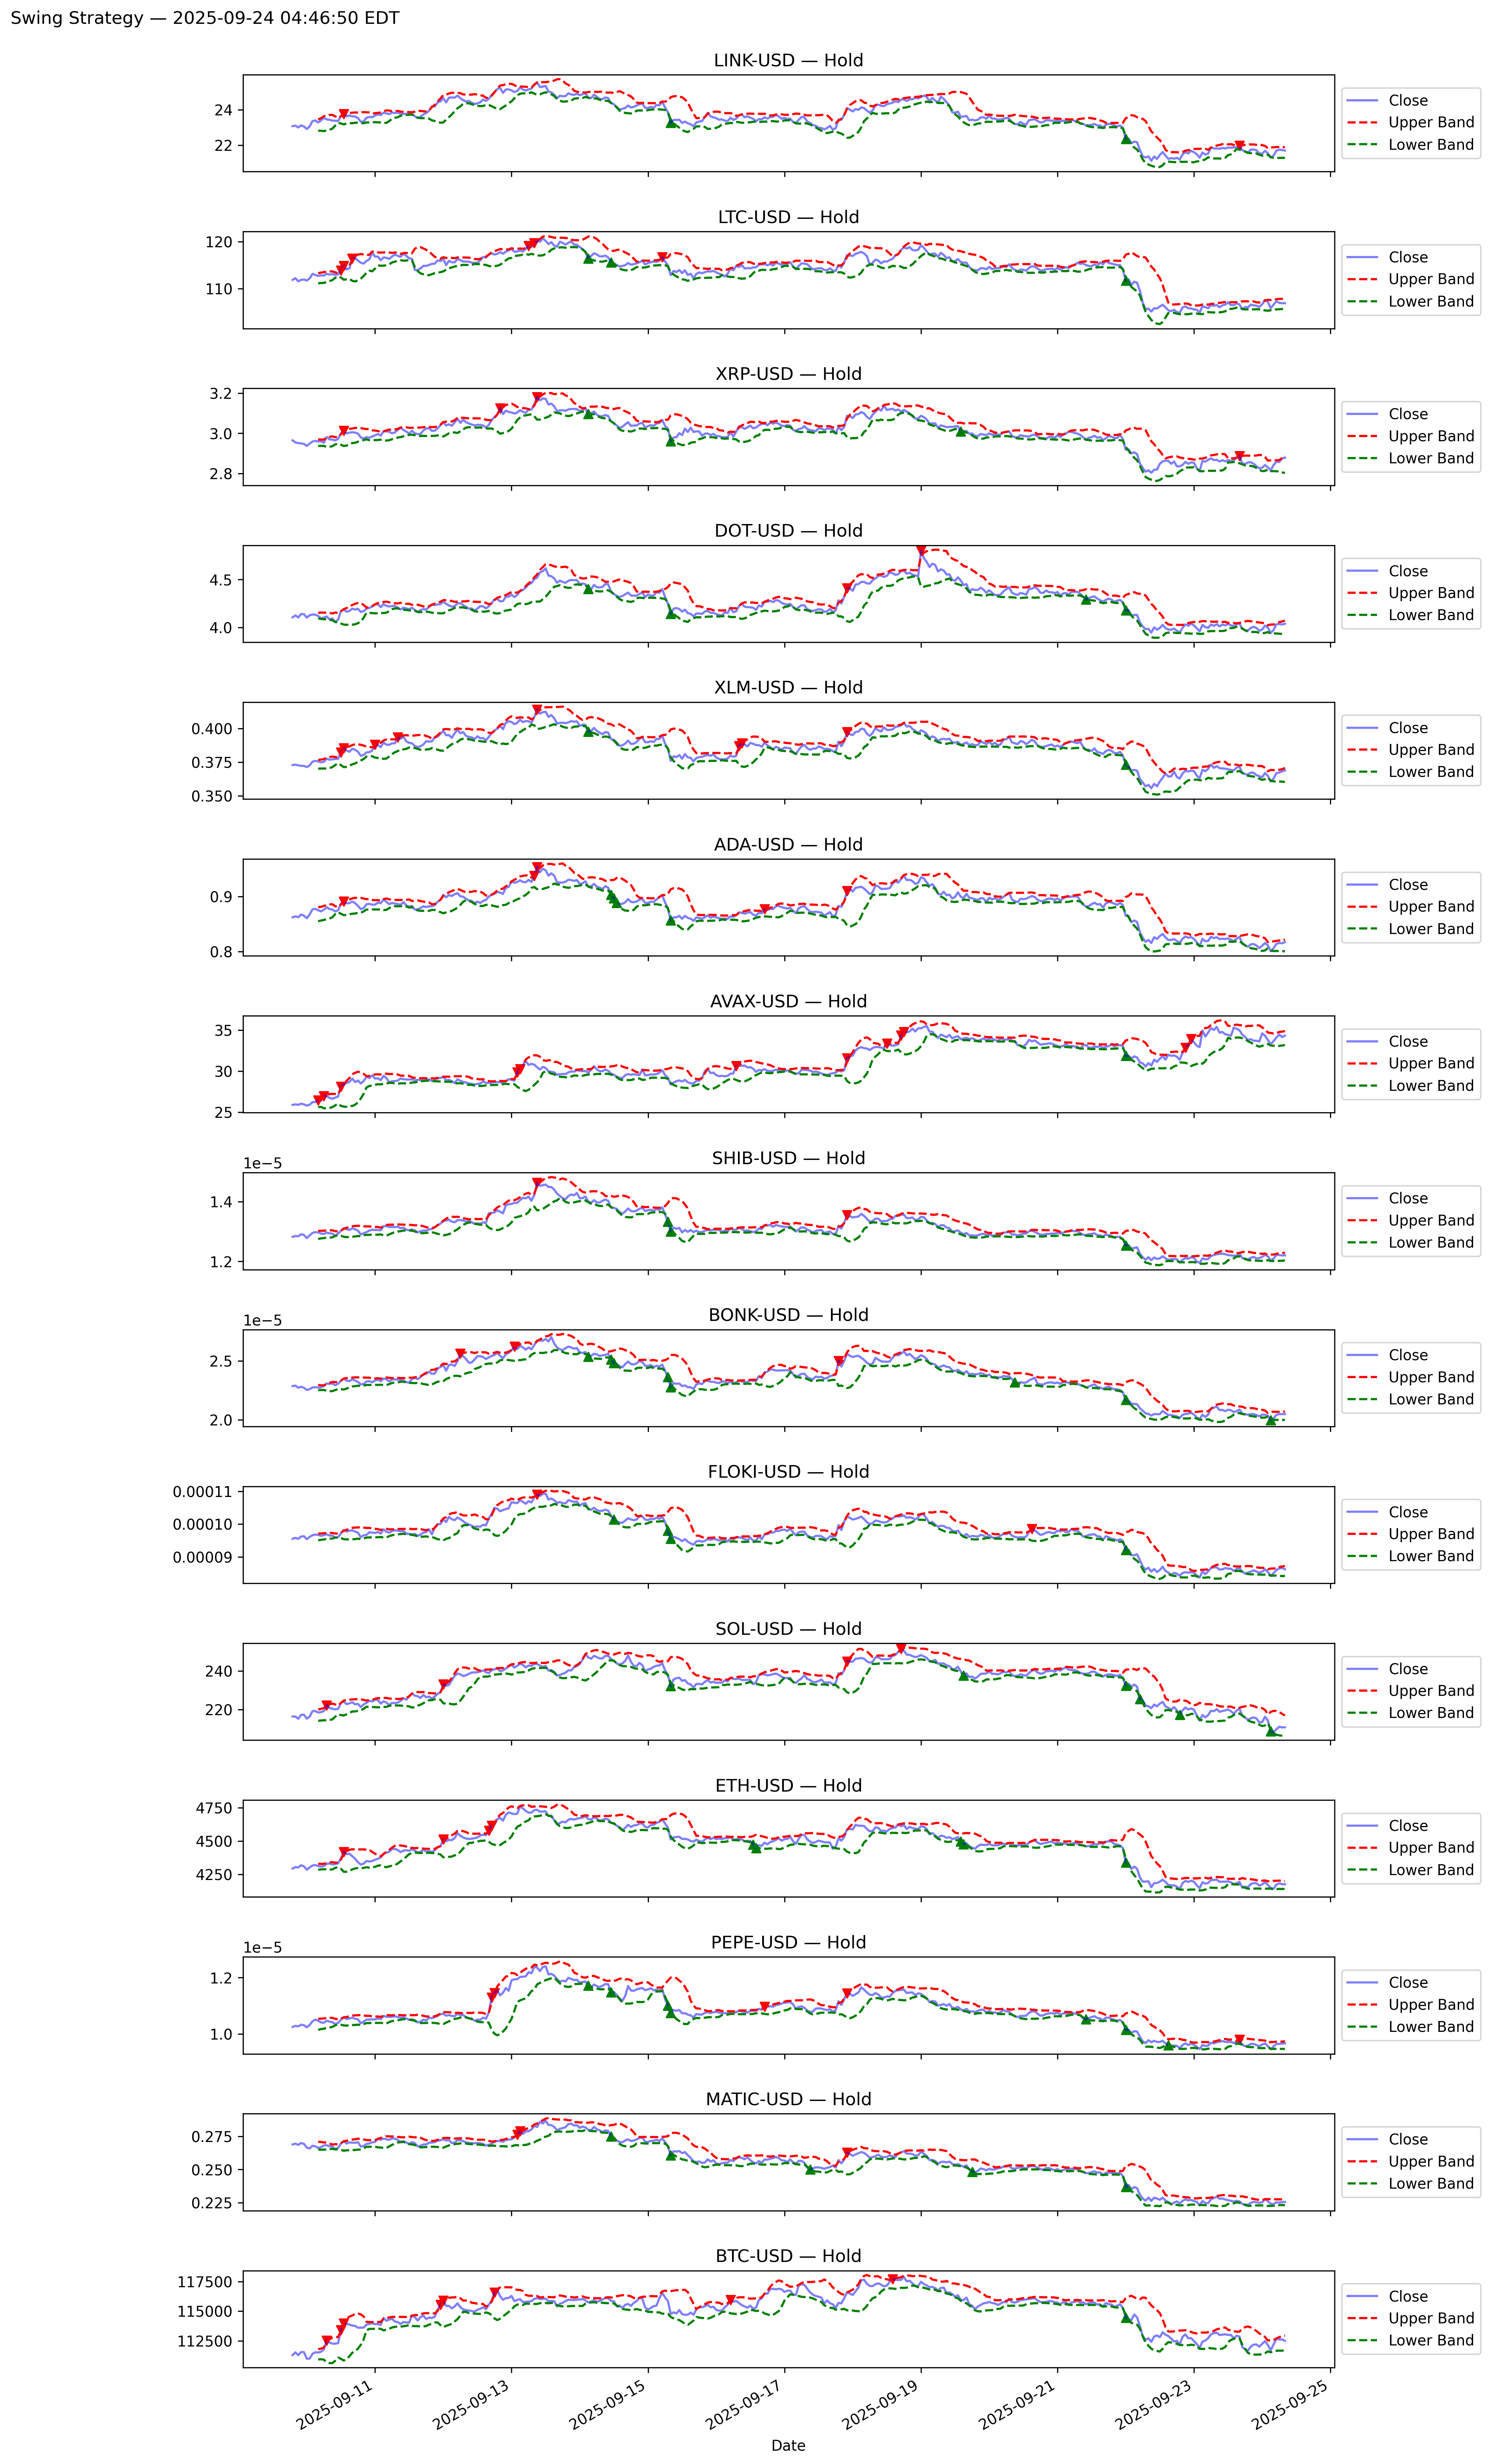 Swing Strategy — 2025-09-24 04:46:50 EDT
LINK-USD — Hold
24
22
Close
Upper Band
Lower Band
LTC-USD — Hold
120
110
Close
Upper Band
Lower Band
XRP-USD — Hold
3.2
3.0
2.8
Close
Upper Band
Lower Band
DOT-USD — Hold
4.5
4.0
Close
Upper Band
Lower Band
XLM-USD — Hold
0.400
0.375
0.350
Close
Upper Band
Lower Band
ADA-USD — Hold
0.9
0.8
Close
Upper Band
Lower Band
AVAX-USD — Hold
35
30
25
Close
Upper Band
Lower Band
SHIB-USD — Hold
1e−5
1.4
1.2
Close
Upper Band
Lower Band
BONK-USD — Hold
1e−5
2.5
2.0
Close
Upper Band
Lower Band
FLOKI-USD — Hold
0.00011
0.00010
0.00009
Close
Upper Band
Lower Band
SOL-USD — Hold
240
220
Close
Upper Band
Lower Band
ETH-USD — Hold
4750
4500
4250
Close
Upper Band
Lower Band
PEPE-USD — Hold
1e−5
1.2
1.0
Close
Upper Band
Lower Band
MATIC-USD — Hold
0.275
0.250
0.225
Close
Upper Band
Lower Band
BTC-USD — Hold
117500
115000
112500
Close
Upper Band
Lower Band
2025-09-11
2025-09-13
2025-09-15
2025-09-17
2025-09-19
2025-09-21
2025-09-23
2025-09-25
Date